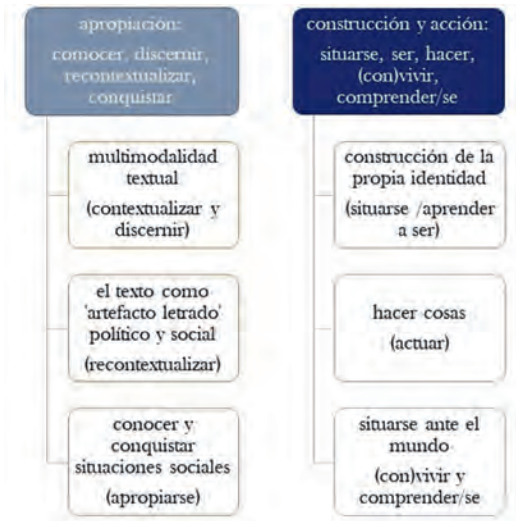 apropiación:
comocer, discernir,
recontextualizar,
conquistar
multimodalidad
textual
(contextualizar y
discernir)
el texto como
'artefacto letrado'
político y social
(recontextualizar)
conocer y
conquistar
situaciones sociales
(apropiarse)
construcción y acción:
situarse, ser, hacer,
(con)vivir,
comprender/se
construcción de la
propia identidad
(situarse /aprender
a ser)
hacer cosas
(actuar)
situarse ante el
mundo
(con)vivir y
comprender/se